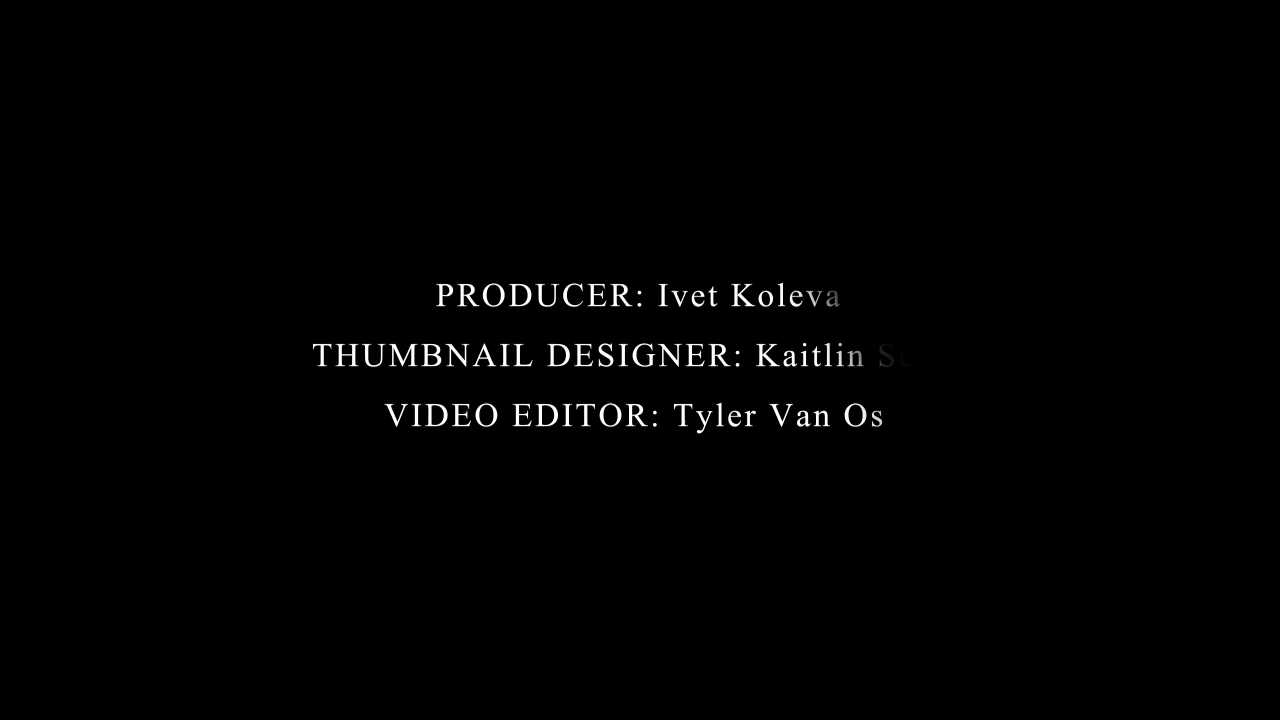 PRODUCER: Ivet Koleva
THUMBNAIL DESIGNER: Kaitlin
VIDEO EDITOR: Tyler Van Os